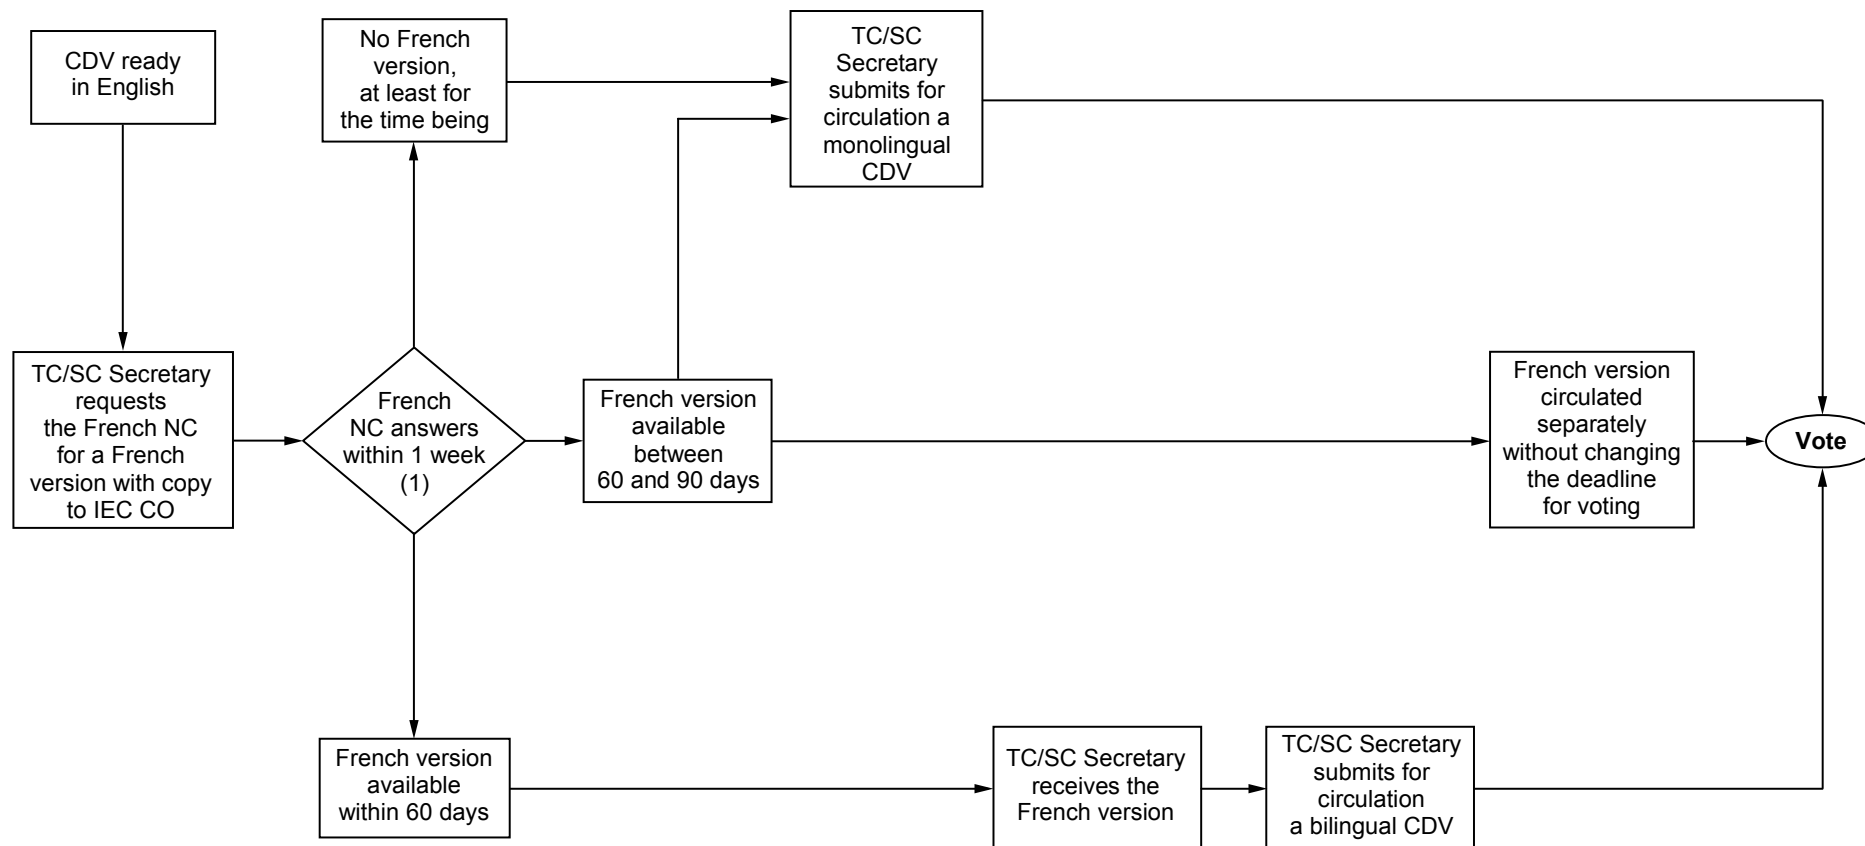 CDV ready
in English
No French
version,
at least for
the time being
TC/SC
Secretary
submits for
circulation a
monolingual
CDV
TC/SC Secretary
requests
the French NC
for a French
version with copy
to IEC CO
French
NC answers
within 1 week
(1)
French version
available
between
60 and 90 days
French version
circulated
separately
without changing
the deadline
for voting
Vote
French version
available
within 60 days
TC/SC Secretary
receives the
French version
TC/SC Secretary
submits for
circulation
a bilingual CDV